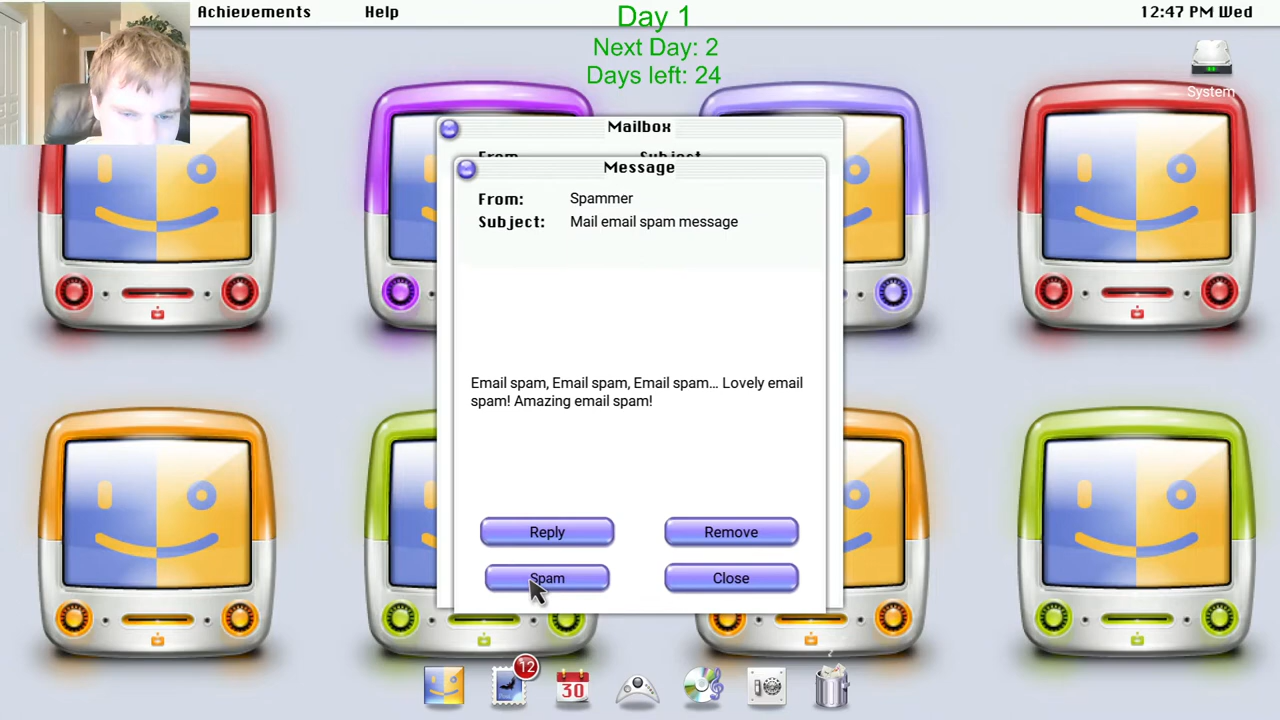 Achievements Help 12:47 PM Wed
Day 1
Next Day: 2
Days left: 24
System
Mailbox
From Subject
Message
From: Spammer
Subject: Mail email spam message
Email spam, Email spam, Email spam... Lovely email
spam! Amazing email spam!
Reply Remove
Spam Close
12
30